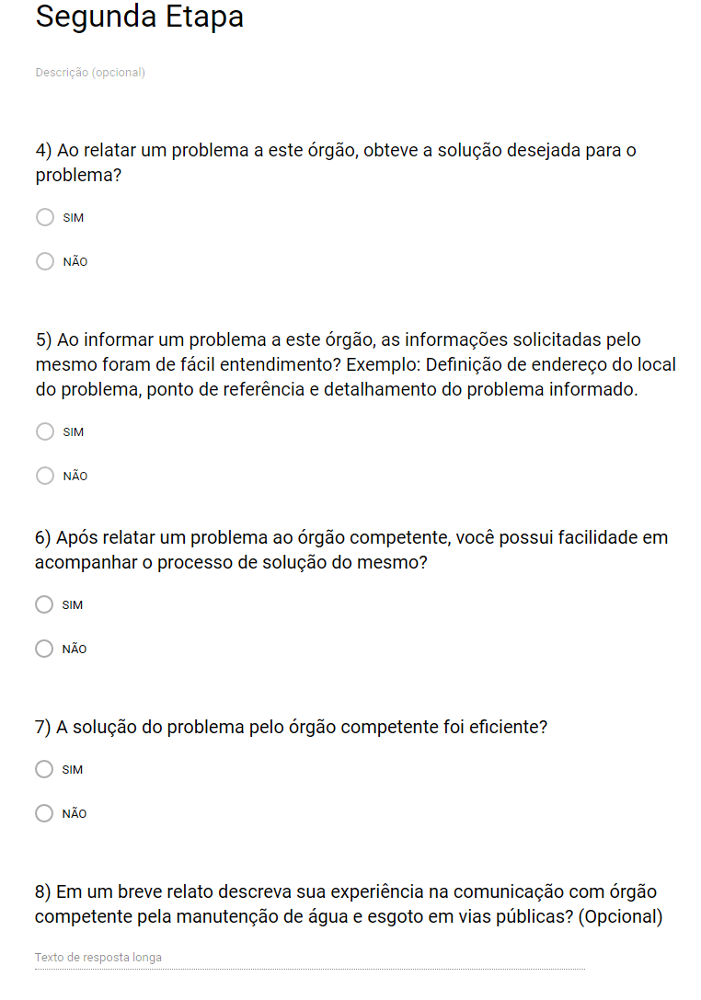 Segunda Etapa
Descrição (opcional)
4) Ao relatar um problema a este órgão, obteve a solução desejada para o
problema?
SIM
NÃO
5) Ao informar um problema a este órgão, as informações solicitadas pelo
mesmo foram de fácil entendimento? Exemplo: Definição de endereço do local
do problema, ponto de referência e detalhamento do problema informado.
SIM
NÃO
6) Após relatar um problema ao órgão competente, você possui facilidade em
acompanhar o processo de solução do mesmo?
SIM
NÃO
7) A solução do problema pelo órgão competente foi eficiente?
SIM
NÃO
8) Em um breve relato descreva sua experiência na comunicação com órgão
competente pela manutenção de água e esgoto em vias públicas? (Opcional)
Texto de resposta longa